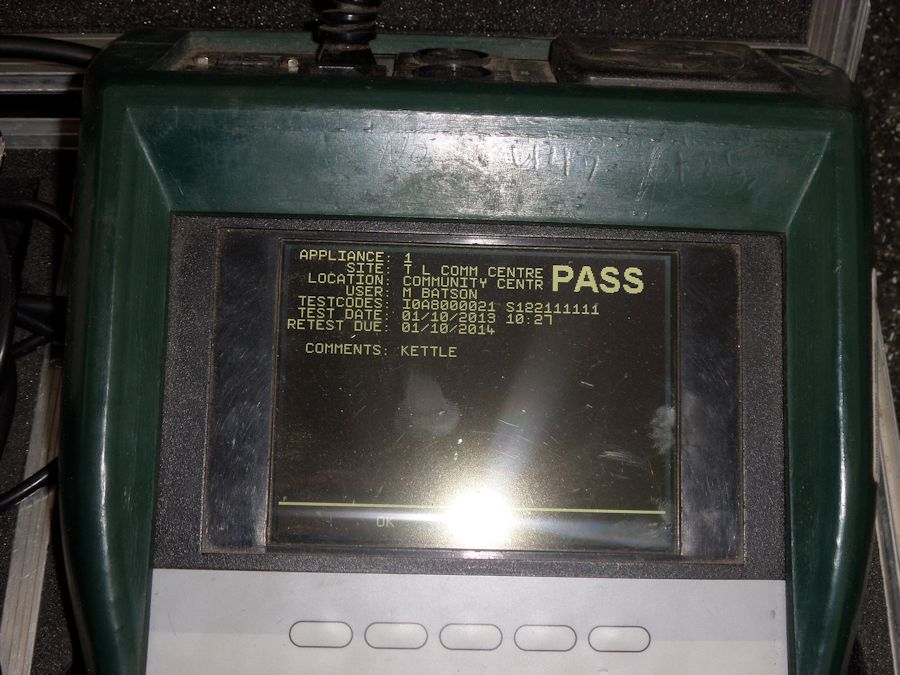 APPLIANCE: 1
SITE: T L COMM CENTRE
PASS
LOCATION: COMMUNITY CENTR
USER: M BATSON
TESTCODES: I0AB000021 S122111111
TEST DATE: 01/10/2013 10:27
RETEST DUE: 01/10/2014
COMMENTS: KETTLE
OK